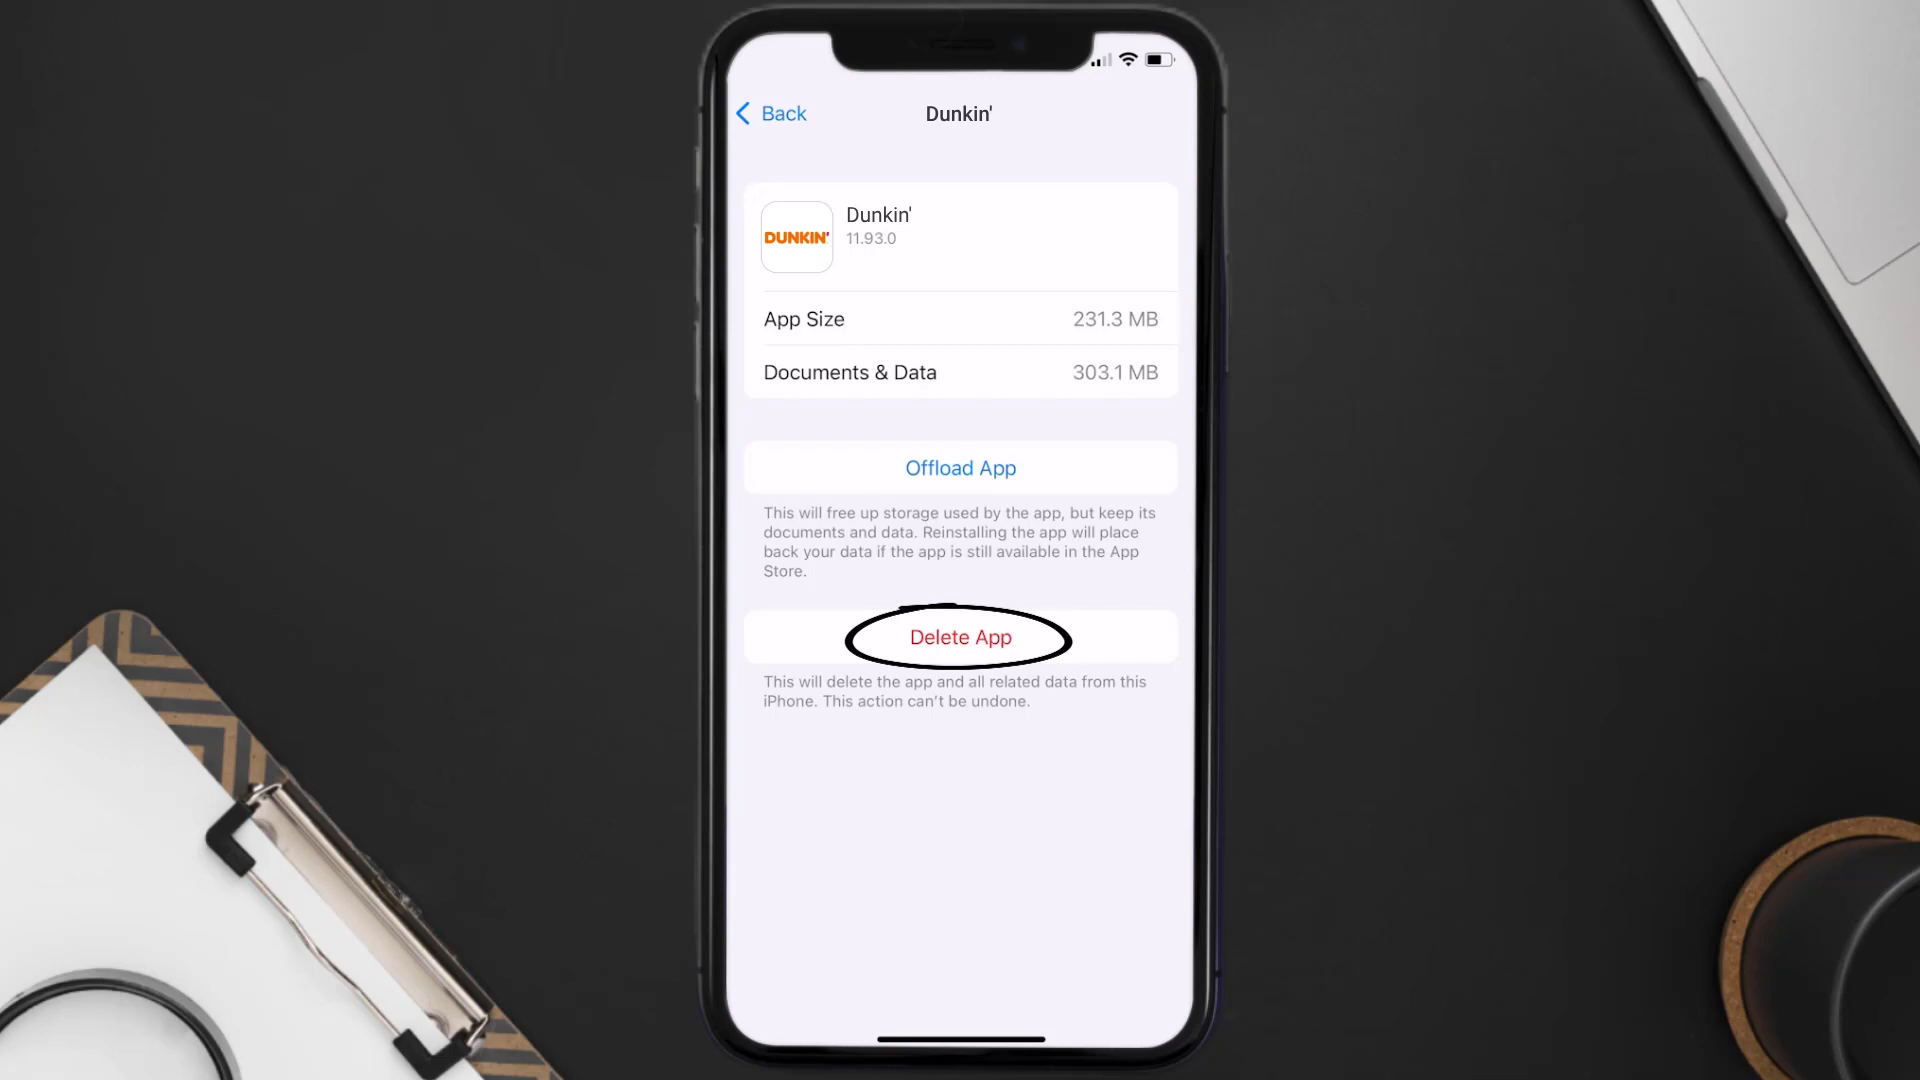 Back
Dunkin'
DUNKIN'
Dunkin'
11.93.0
App Size 231.3 MB
Documents & Data 303.1 MB
Offload App
This will free up storage used by the app, but keep its
documents and data. Reinstalling the app will place
back your data if the app is still available in the App
Store.
Delete App
This will delete the app and all related data from this
iPhone. This action can't be undone.